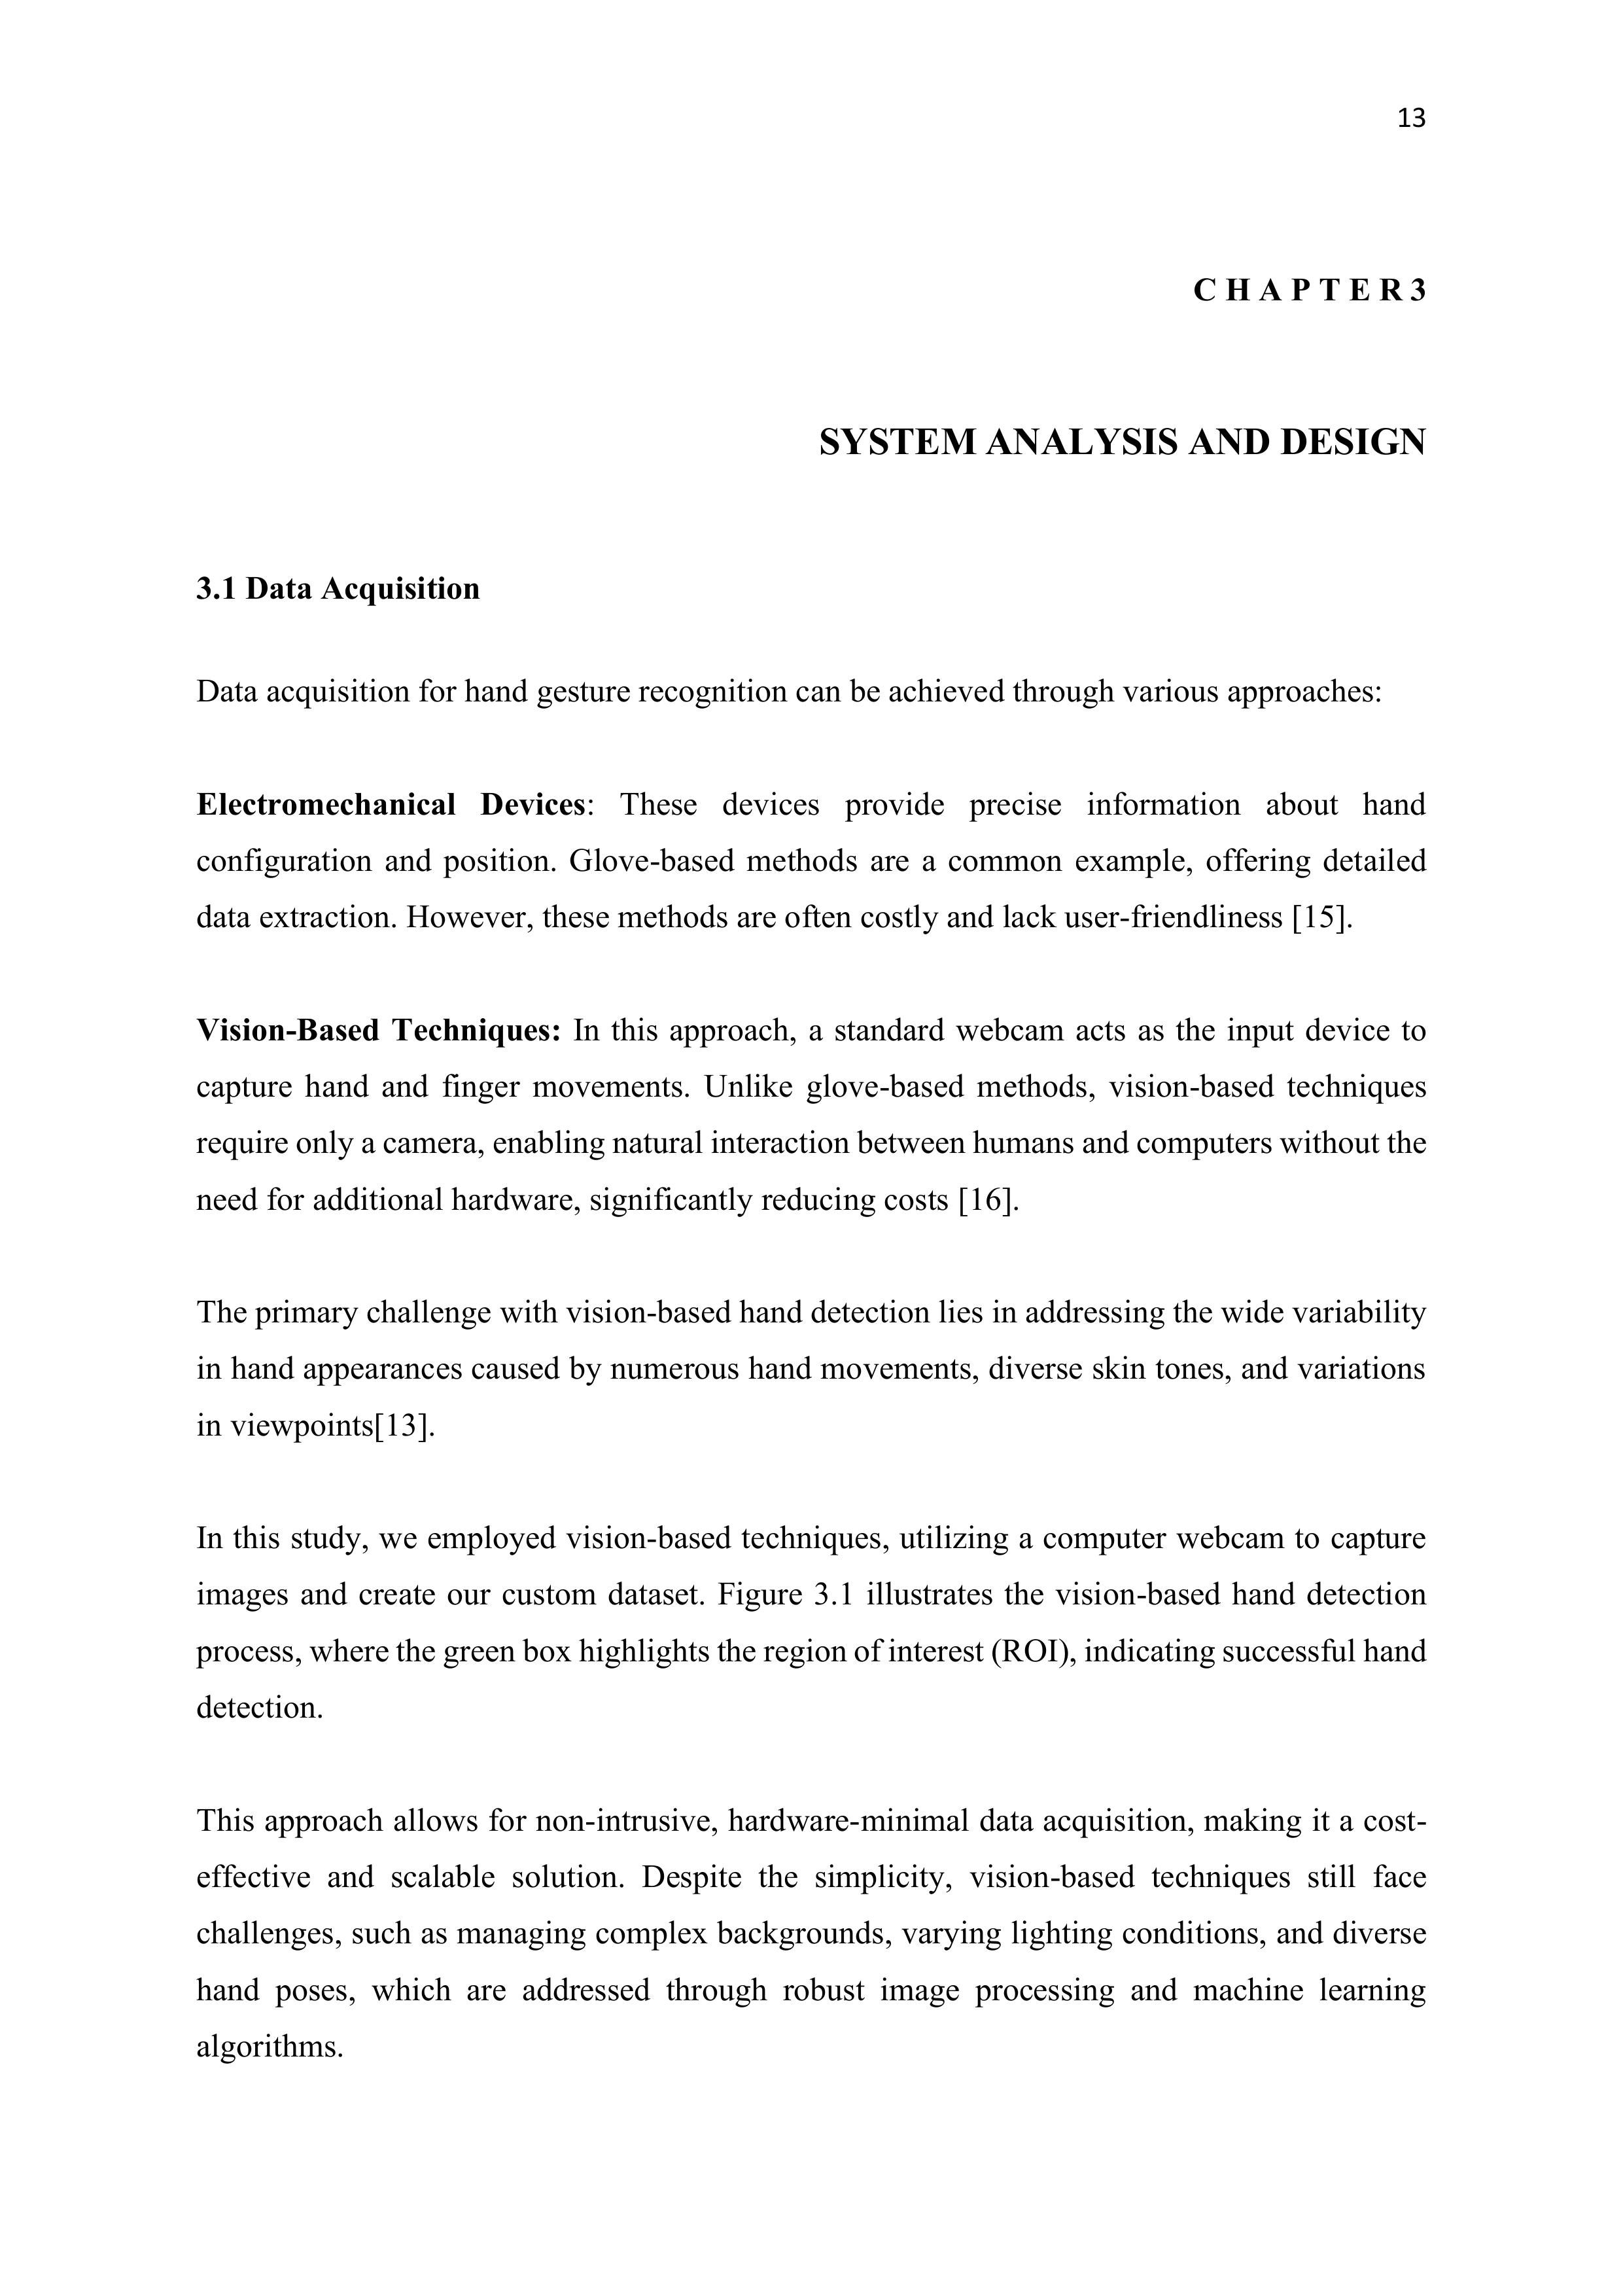 13
C H A P T E R 3
SYSTEM ANALYSIS AND DESIGN
3.1 Data Acquisition
Data acquisition for hand gesture recognition can be achieved through various approaches:
Electromechanical Devices: These devices provide precise information about hand
configuration and position. Glove-based methods are a common example, offering detailed
data extraction. However, these methods are often costly and lack user-friendliness [15].
Vision-Based Techniques: In this approach, a standard webcam acts as the input device to
capture hand and finger movements. Unlike glove-based methods, vision-based techniques
require only a camera, enabling natural interaction between humans and computers without the
need for additional hardware, significantly reducing costs [16].
The primary challenge with vision-based hand detection lies in addressing the wide variability
in hand appearances caused by numerous hand movements, diverse skin tones, and variations
in viewpoints[13].
In this study, we employed vision-based techniques, utilizing a computer webcam to capture
images and create our custom dataset. Figure 3.1 illustrates the vision-based hand detection
process, where the green box highlights the region of interest (ROI), indicating successful hand
detection.
This approach allows for non-intrusive, hardware-minimal data acquisition, making it a cost-
effective and scalable solution. Despite the simplicity, vision-based techniques still face
challenges, such as managing complex backgrounds, varying lighting conditions, and diverse
hand poses, which are addressed through robust image processing and machine learning
algorithms.